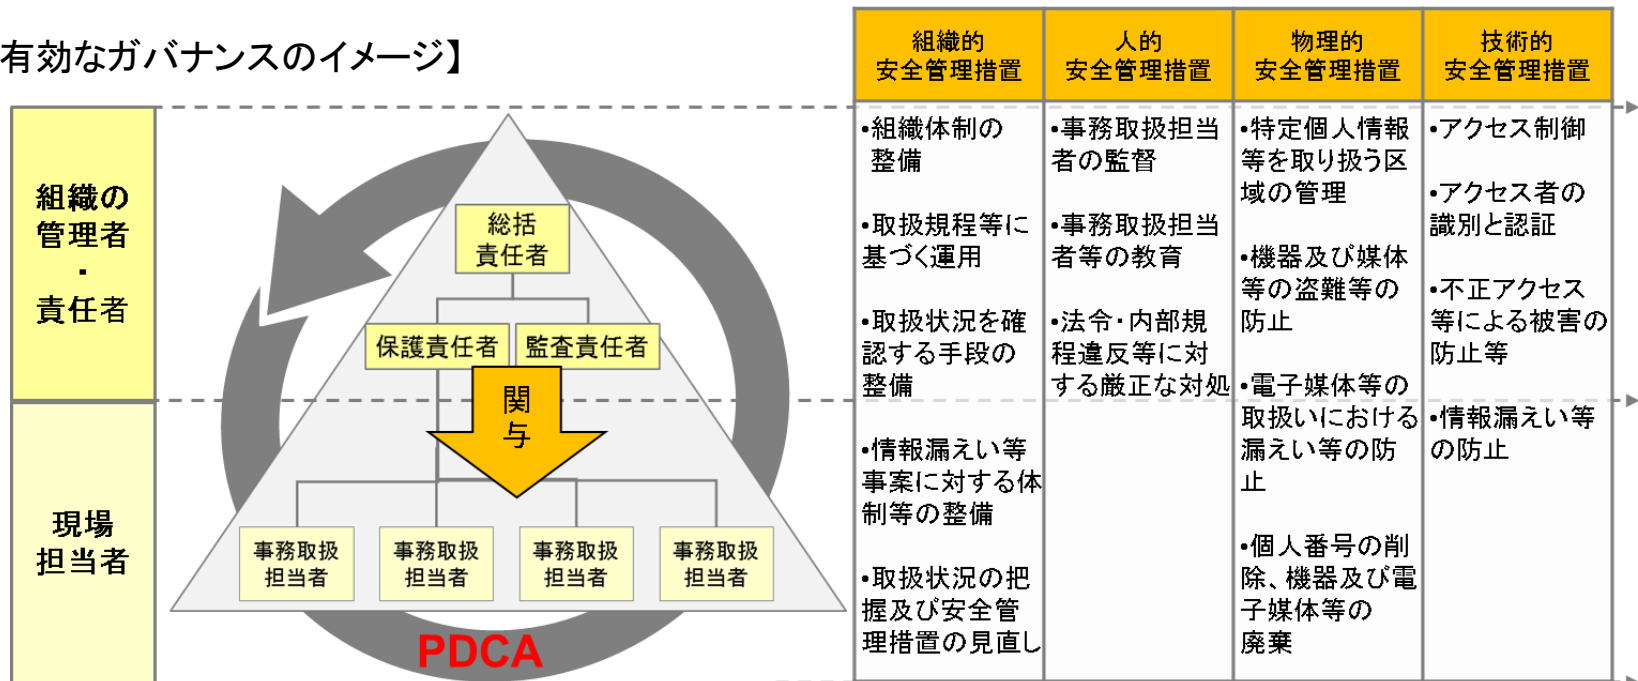 有効なガバナンスのイメージ】
組織の
管理者
・
責任者
現場
担当者
総括
責任者
保護責任者
監査責任者
関
与
事務取扱
担当者
事務取扱
担当者
事務取扱
担当者
事務取扱
担当者
PDCA
組織的
安全管理措置
•組織体制の
整備
•取扱規程等に
基づく運用
•取扱状況を確
認する手段の
整備
•情報漏えい等
事案に対する体
制等の整備
•取扱状況の把
握及び安全管
理措置の見直し
人的
安全管理措置
•事務取扱担当
者の監督
•事務取扱担当
者等の教育
•法令・内部規
程違反等に対
する厳正な対処
物理的
安全管理措置
•特定個人情報
等を取り扱う区
域の管理
•機器及び媒体
等の盗難等の
防止
•電子媒体等の
取扱いにおける
漏えい等の防
止
•個人番号の削
除、機器及び電
子媒体等の
廃棄
技術的
安全管理措置
•アクセス制御
•アクセス者の
識別と認証
•不正アクセス
等による被害の
防止等
•情報漏えい等
の防止